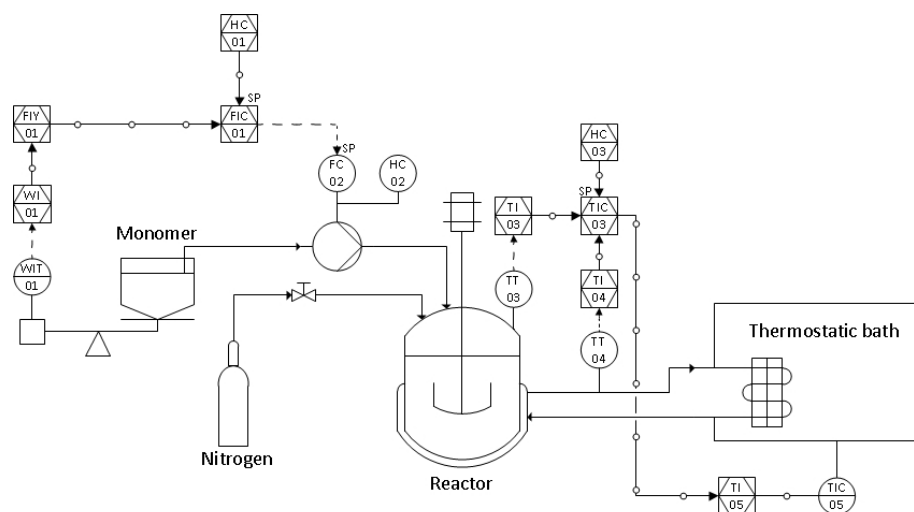 HC
01
SP
FIY
01
FIC
01
SP
FC
02
HC
02
HC
03
WI
01
SP
TI
03
TIC
03
Monomer
WIT
01
TT
03
TI
04
TT
04
Thermostatic bath
Nitrogen
Reactor
TI
05
TIC
05